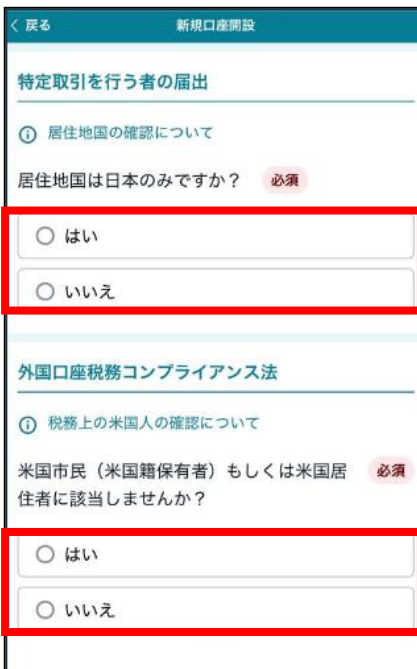 く 戻る 新規口座開設
特定取引を行う者の届出
居住地国の確認について
居住地国は日本のみですか？ 必須
はい
いいえ
外国口座税務コンプライアンス法
税務上の米国人の確認について
米国市民（米国籍保有者）もしくは米国居 必須
住者に該当しませんか？
はい
いいえ